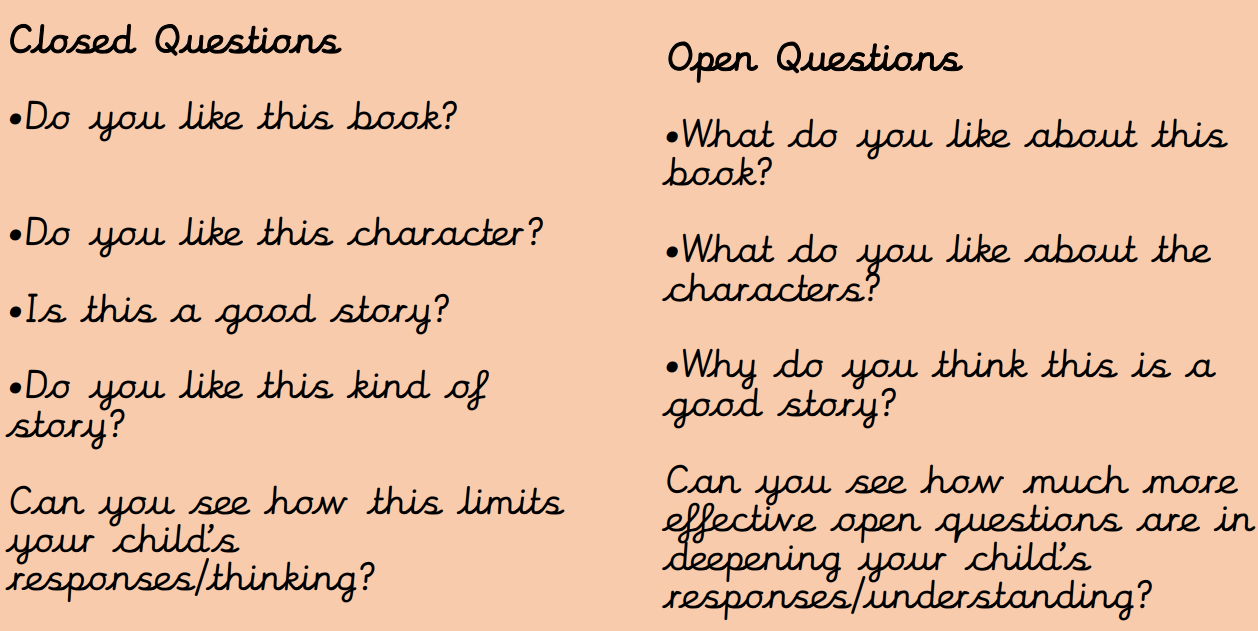 Closed Questions
•Do you like this book?
•Do you like this character?
•Is this a good story?
•Do you like this kind of
story?
Can you see how this limits
your child's
responses/thinking?
Open Questions
•What do you like about this
book?
•What do you like about the
characters?
•Why do you think this is a
good story?
Can you see how much more
effective open questions are in
deepening your child's
responses/understanding?